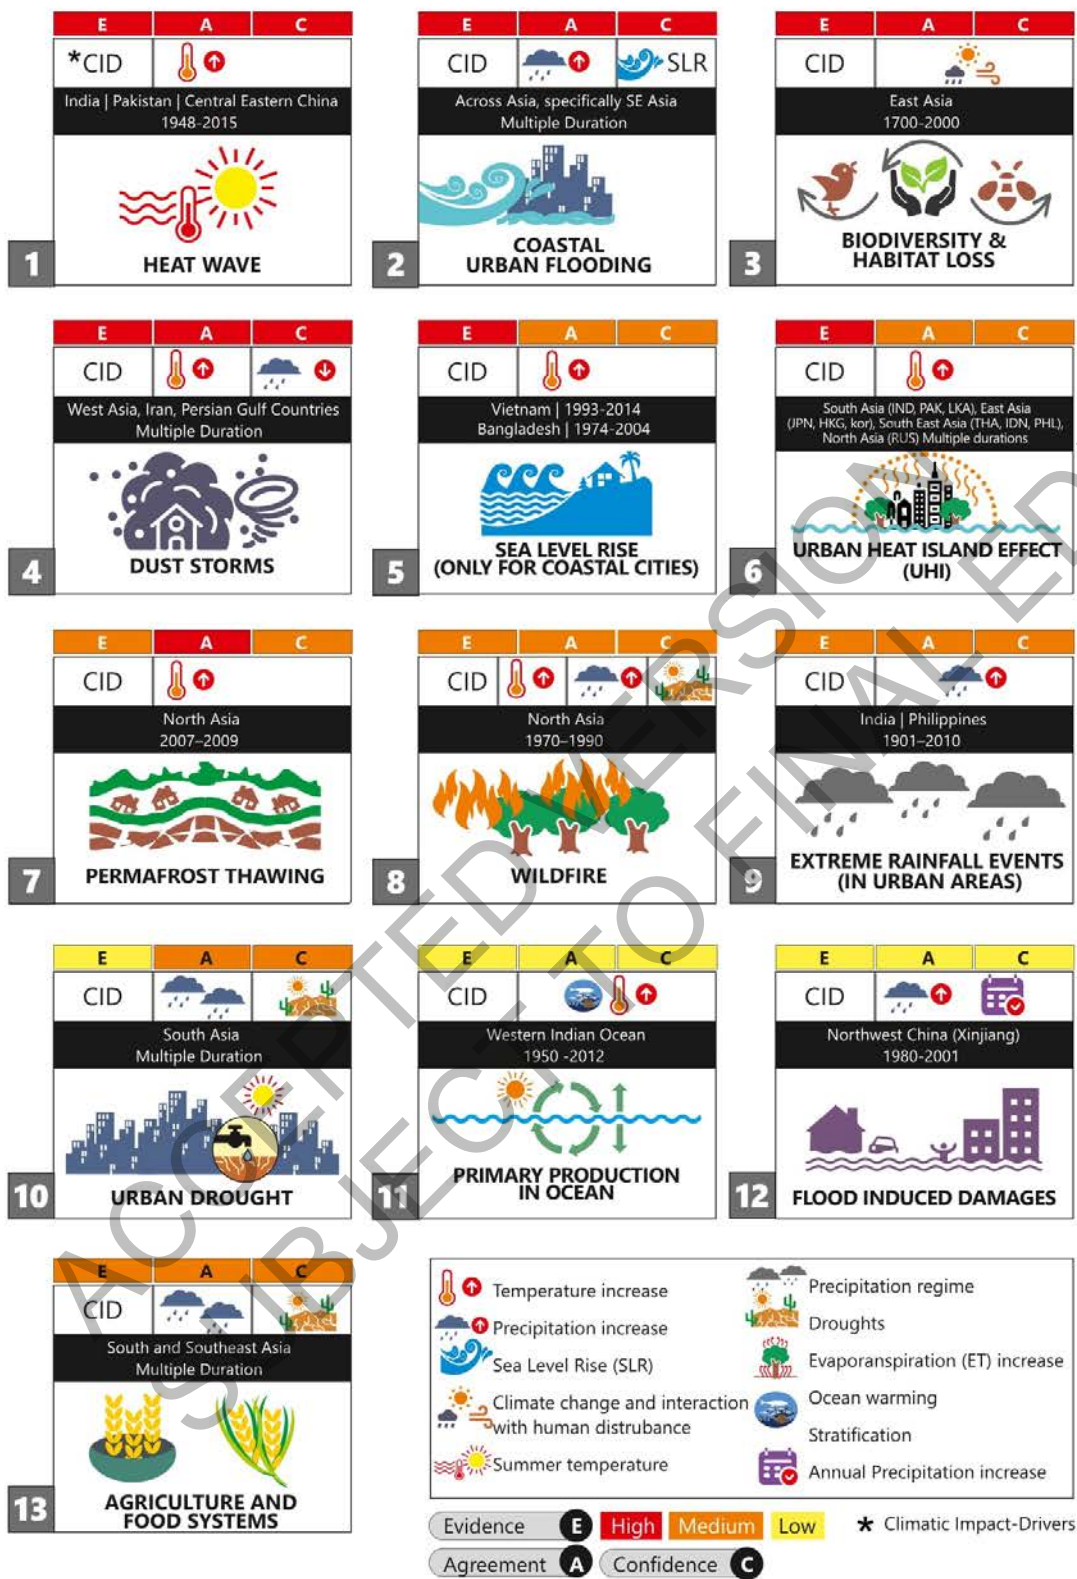 E A C
*CID
India | Pakistan | Central Eastern China
1948-2015
1
HEAT WAVE
E A C
CID SLR
Across Asia, specifically SE Asia
Multiple Duration
2
COASTAL
URBAN FLOODING
E A C
CID
East Asia
1700-2000
3
BIODIVERSITY &
HABITAT LOSS
E A C
CID
West Asia, Iran, Persian Gulf Countries
Multiple Duration
4
DUST STORMS
E A C
CID
Vietnam | 1993-2014
Bangladesh | 1974-2004
5
SEA LEVEL RISE
(ONLY FOR COASTAL CITIES)
E A C
CID
South Asia (IND, PAK, LKA), East Asia
(JPN, HKG, kor), South East Asia (THA, IDN, PHL),
North Asia (RUS) Multiple durations
6
URBAN HEAT ISLAND EFFECT
(UHI)
E A C
CID
North Asia
2007–2009
7
PERMAFROST THAWING
E A C
CID
North Asia
1970–1990
8
WILDFIRE
E A C
CID
India | Philippines
1901–2010
9
EXTREME RAINFALL EVENTS
(IN URBAN AREAS)
E A C
CID
South Asia
Multiple Duration
10
URBAN DROUGHT
E A C
CID
Western Indian Ocean
1950 -2012
11
PRIMARY PRODUCTION
IN OCEAN
E A C
CID
Northwest China (Xinjiang)
1980-2001
12
FLOOD INDUCED DAMAGES
E A C
CID
South and Southeast Asia
Multiple Duration
13
AGRICULTURE AND
FOOD SYSTEMS
Temperature increase
Precipitation increase
Sea Level Rise (SLR)
Climate change and interaction
with human distrubance
Summer temperature
Precipitation regime
Droughts
Evaporanspiration (ET) increase
Ocean warming
Stratification
Annual Precipitation increase
Evidence E High Medium Low * Climatic Impact-Drivers
Agreement A Confidence C
ACCEPTED VERSION
SUBJECT TO FINAL ED